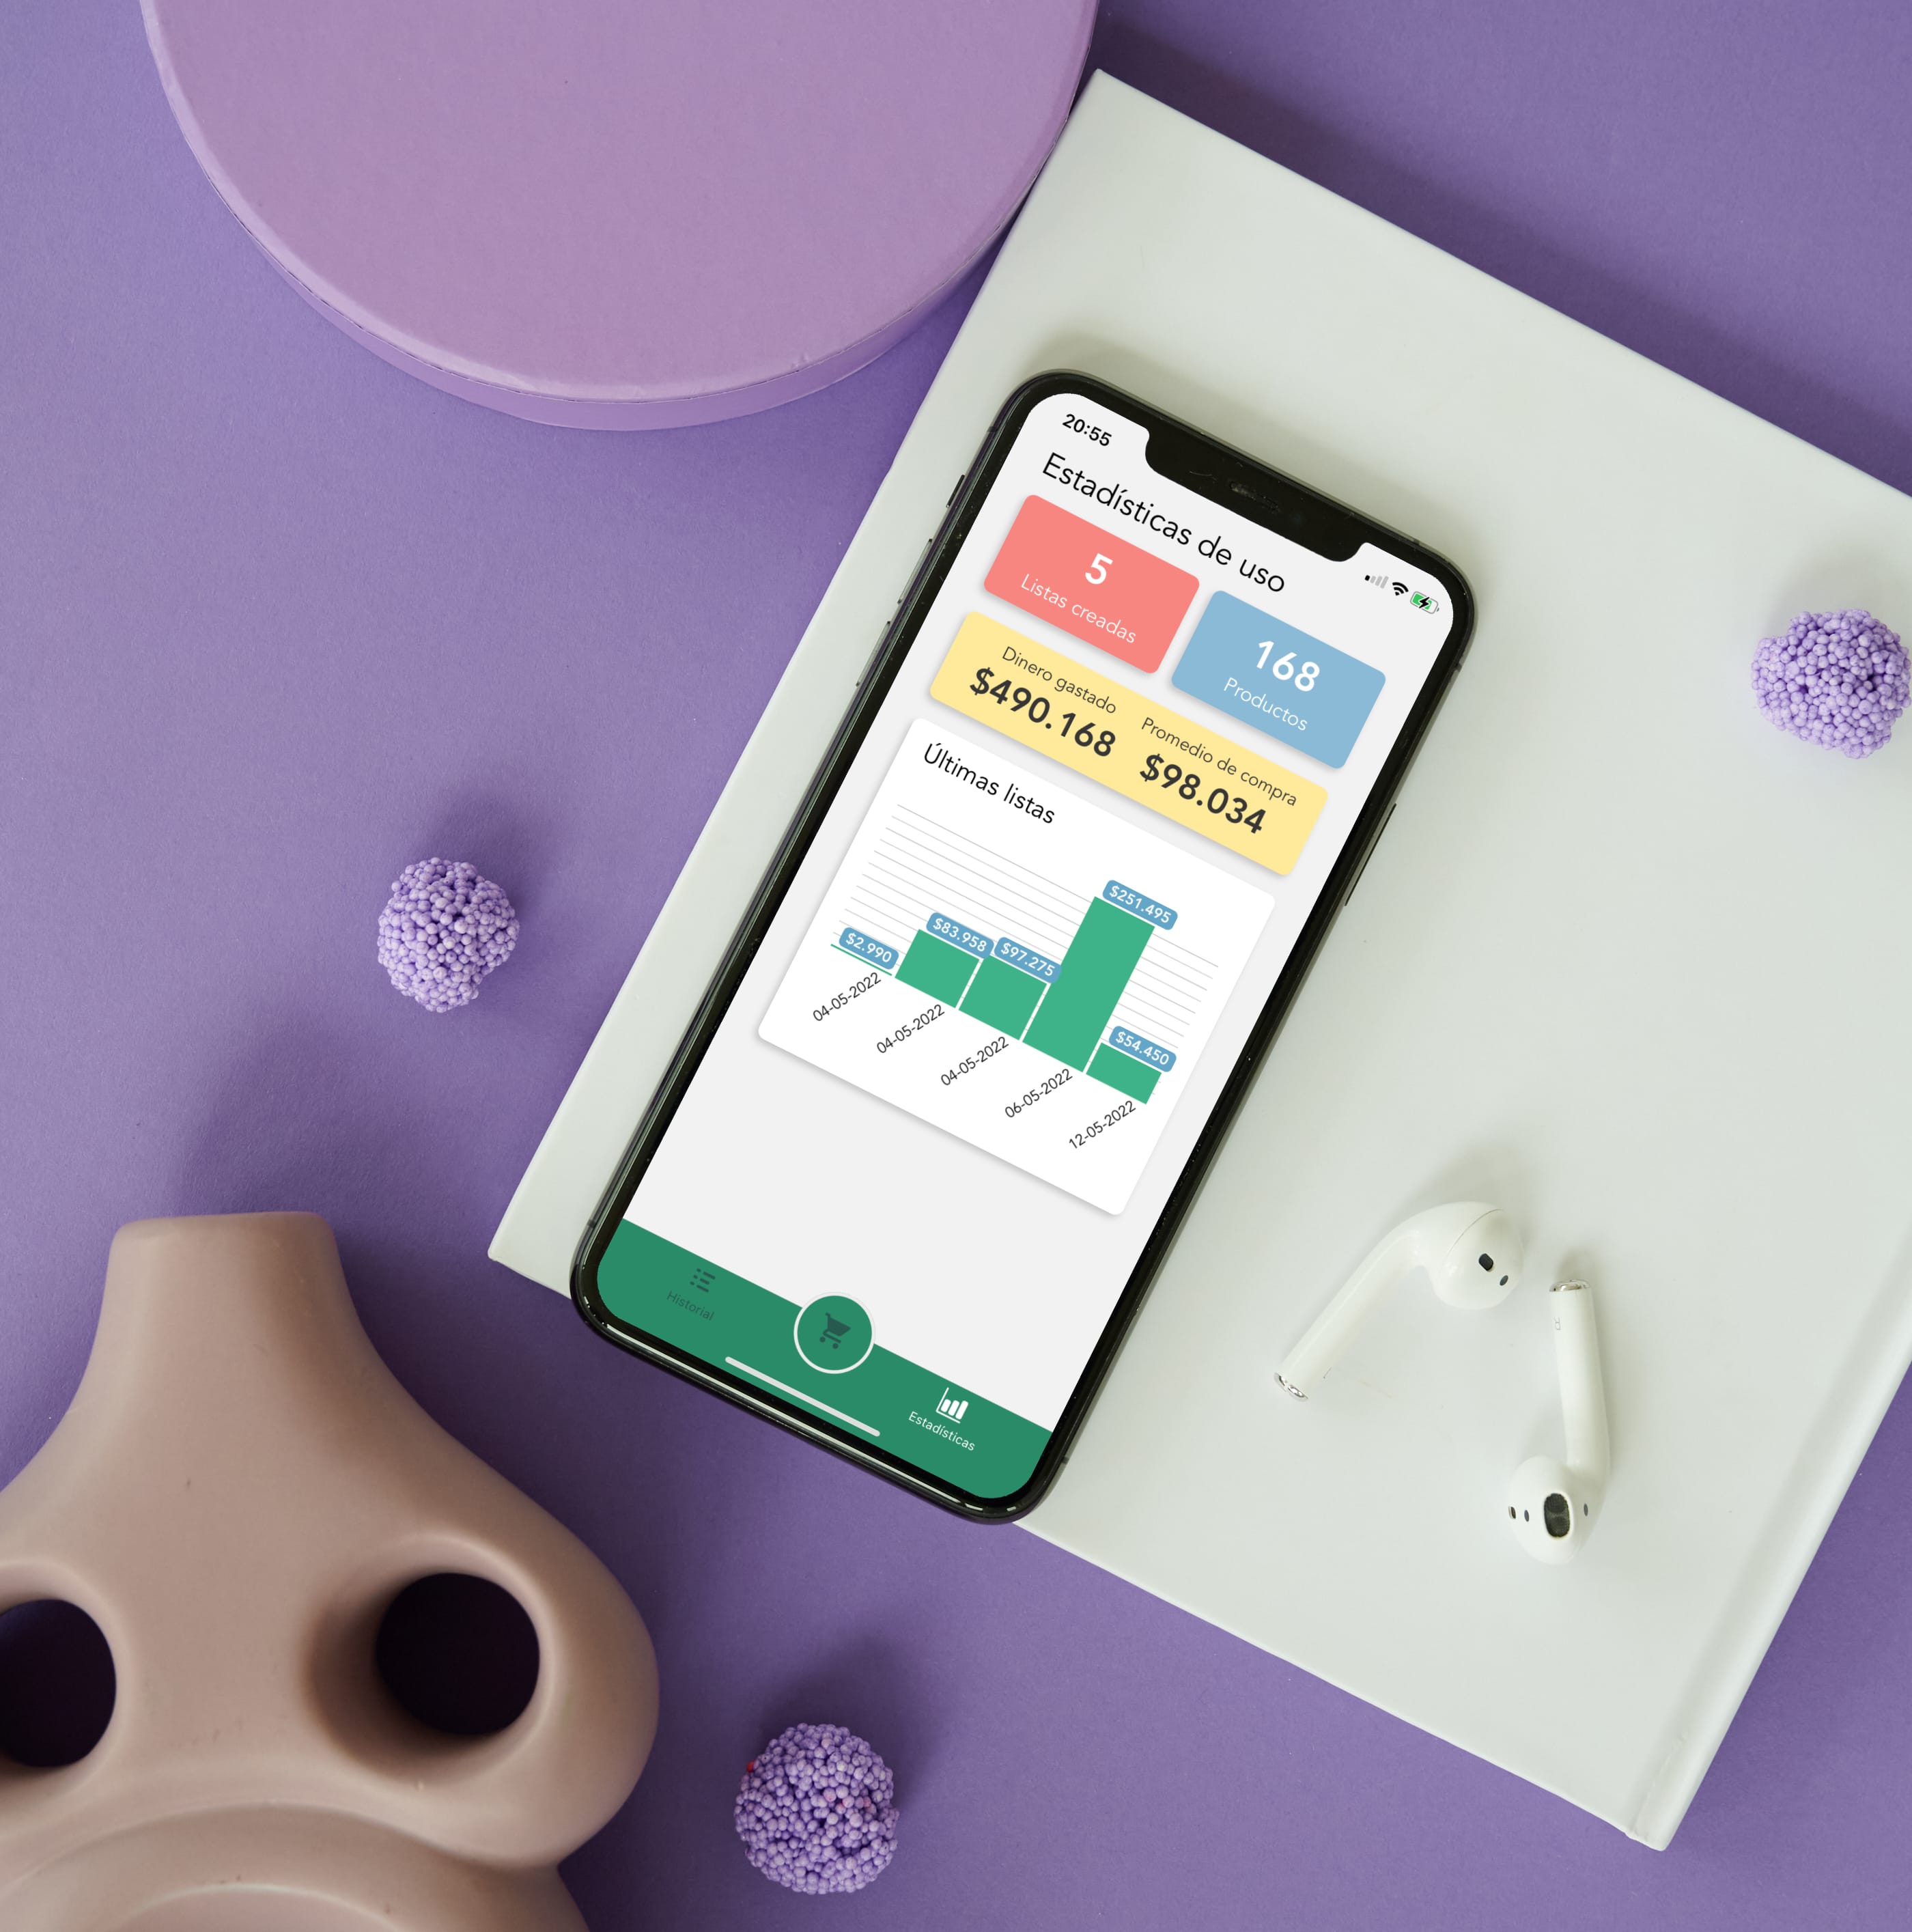 20:55
Estadísticas de uso
5
Listas creadas
168
Productos
Dinero gastado
$490.168
Promedio de compra
$98.034
Últimas listas
$2.990
$83.958
$97.275
$251.495
$54.450
04-05-2022
04-05-2022
04-05-2022
06-05-2022
12-05-2022
Historial
Estadísticas
R